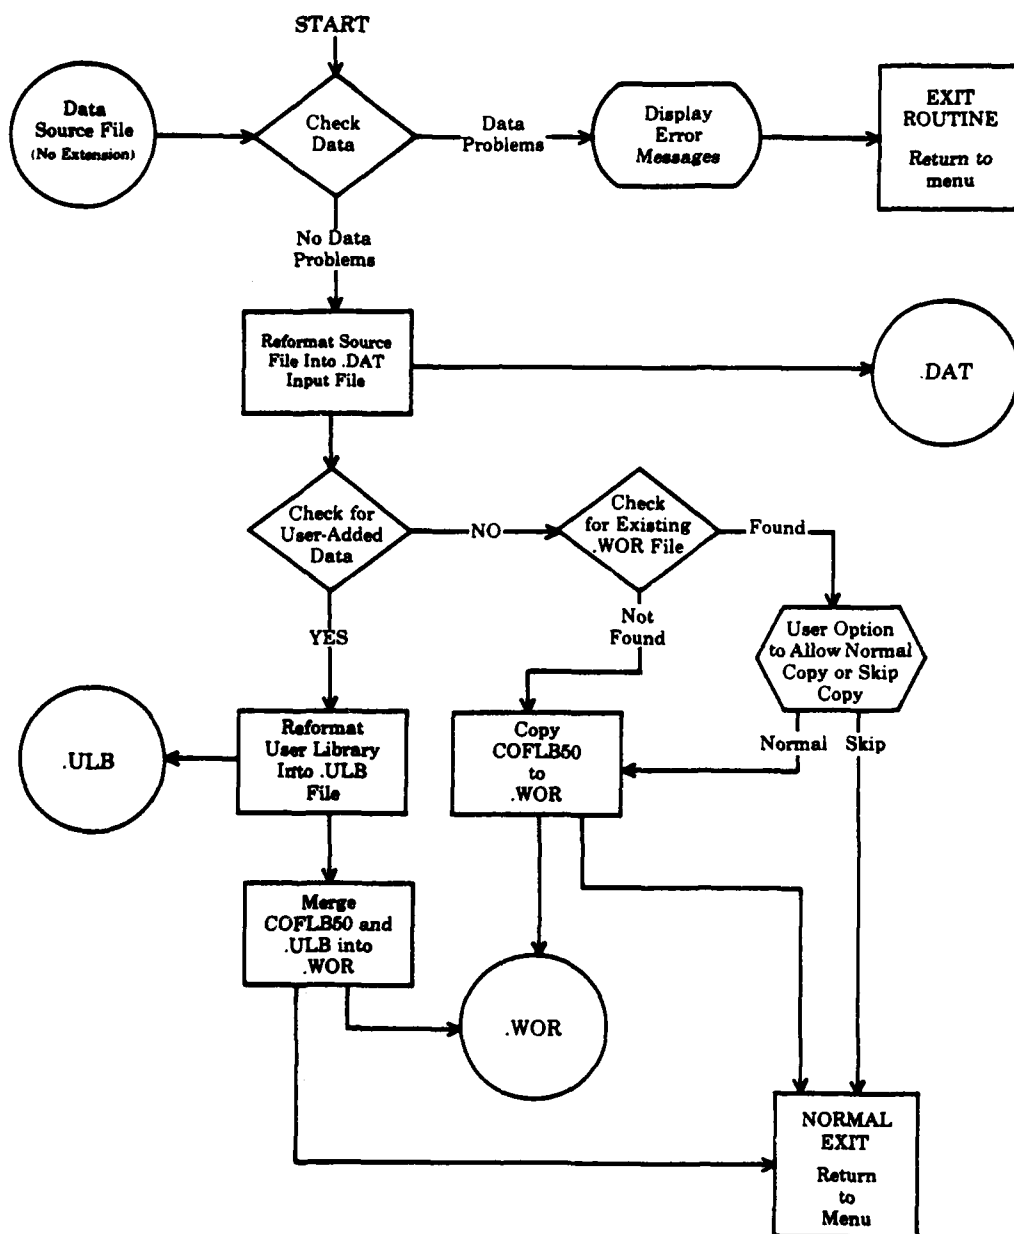 START
Data
Source File
(No Extension)
Check
Data
Data
Problems
Display
Error
Messages
EXIT
ROUTINE
Return to
menu
No Data
Problems
Reformat Source
File Into .DAT
Input File
.DAT
Check for
User-Added
Data
NO
Check
for Existing
.WOR File
Found
YES
Not
Found
User Option
to Allow Normal
Copy or Skip
Copy
Normal
Skip
.ULB
Reformat
User Library
Into .ULB
File
Copy
COFLB50
to
.WOR
Merge
COFLB50 and
.ULB into
.WOR
.WOR
NORMAL
EXIT
Return
to
Menu